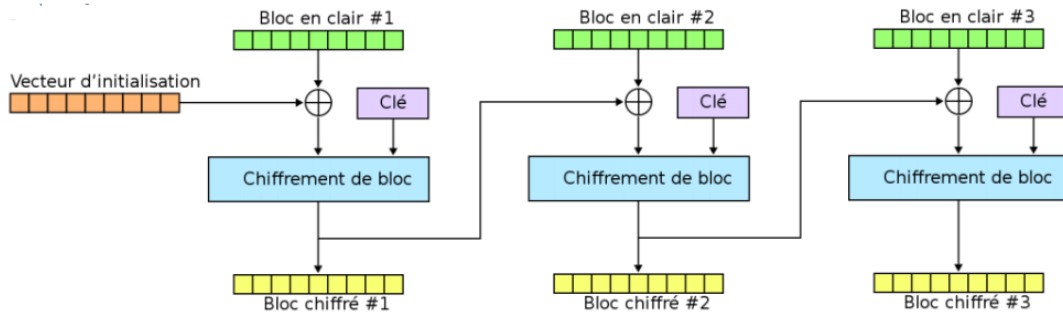 Bloc en clair #1
Bloc en clair #2
Bloc en clair #3
Vecteur d'initialisation
Clé
Clé
Clé
Chiffrement de bloc
Chiffrement de bloc
Chiffrement de bloc
Bloc chiffré #1
Bloc chiffré #2
Bloc chiffré #3